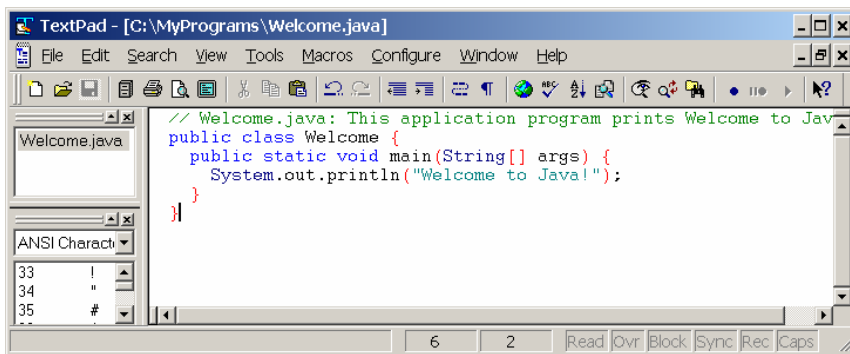 TextPad - [C:\MyPrograms\Welcome.java]
File Edit Search View Tools Macros Configure Window Help
Welcome.java
// Welcome.java: This application program prints Welcome to Jav
public class Welcome {
public static void main(String[] args) {
System.out.println("Welcome to Java!");
}
}
ANSI Characte
33 !
34 "
35 #
6 2 Read Ovr Block Sync Rec Caps